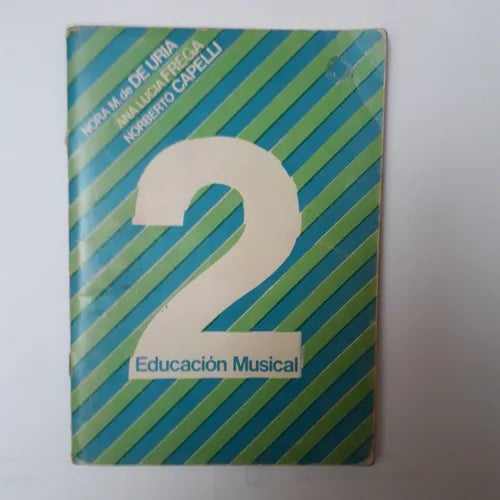 NORA M. de DE URIA
ANA LUCIA FREGA
NORBERTO CAPELLI
2
Educación Musical